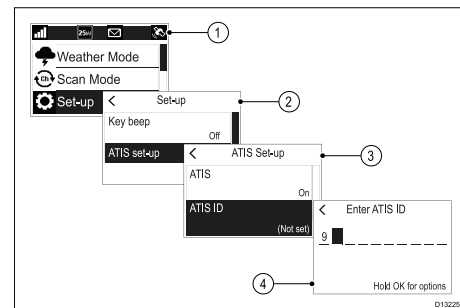 25W
1
Weather Mode
Ch
Scan Mode
Set-up
< Set-up
2
Key beep
Off
ATIS set-up
< ATIS Set-up
3
ATIS
On
ATIS ID
(Not set)
< Enter ATIS ID
9 _ _ _ _ _ _ _ _
4
Hold OK for options
D13225